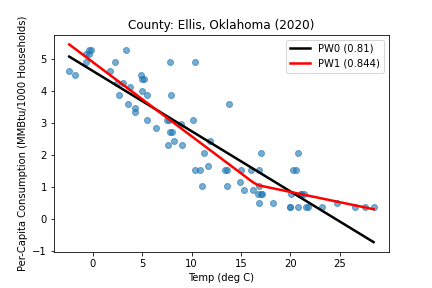 County: Ellis, Oklahoma (2020)
PW0 (0.81)
PW1 (0.844)
Per-Capita Consumption (MMBtu/1000 Households)
5
4
3
2
1
0
−1
0 5 10 15 20 25
Temp (deg C)